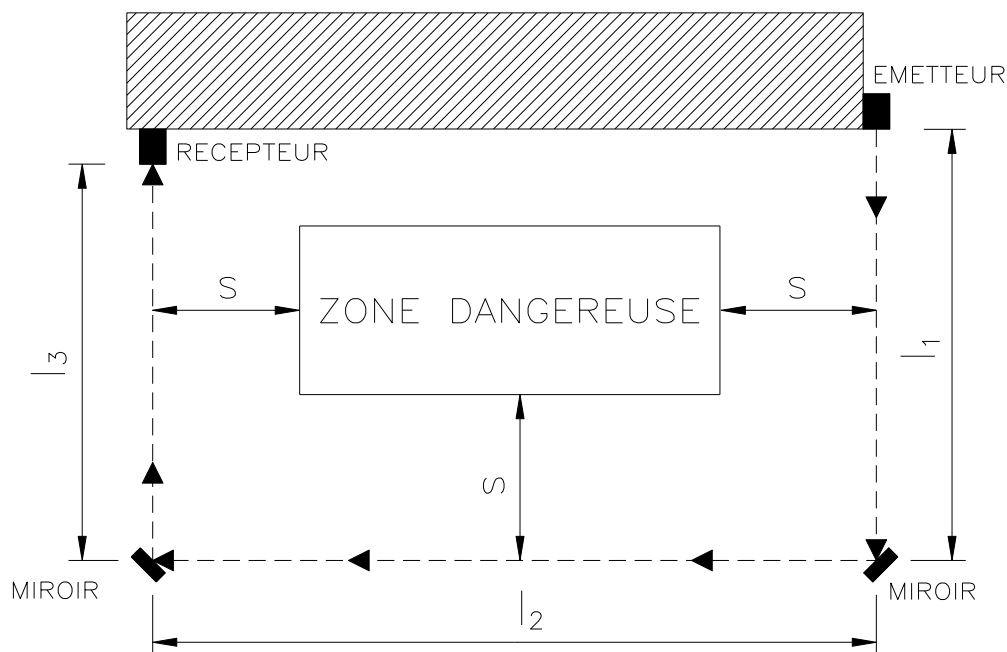 EMETTEUR
RECEPTEUR
S
S
ZONE DANGEREUSE
l3
l1
S
MIROIR
MIROIR
l2